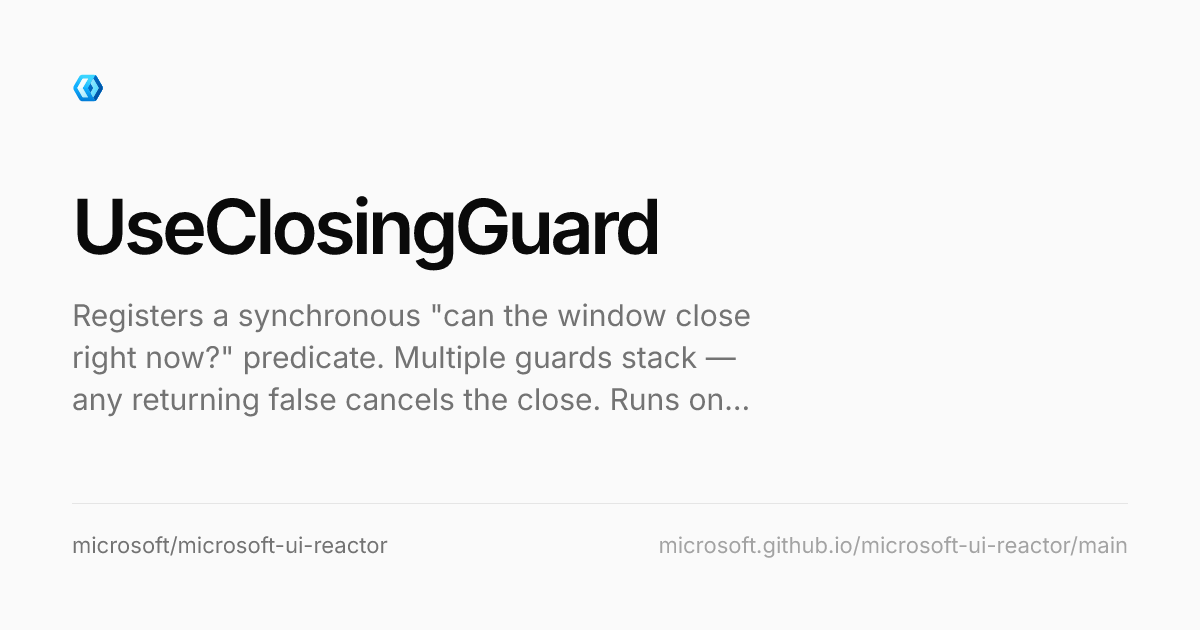 UseClosingGuard
Registers a synchronous "can the window close
right now?" predicate. Multiple guards stack —
any returning false cancels the close. Runs on...
microsoft/microsoft-ui-reactor
microsoft.github.io/microsoft-ui-reactor/main